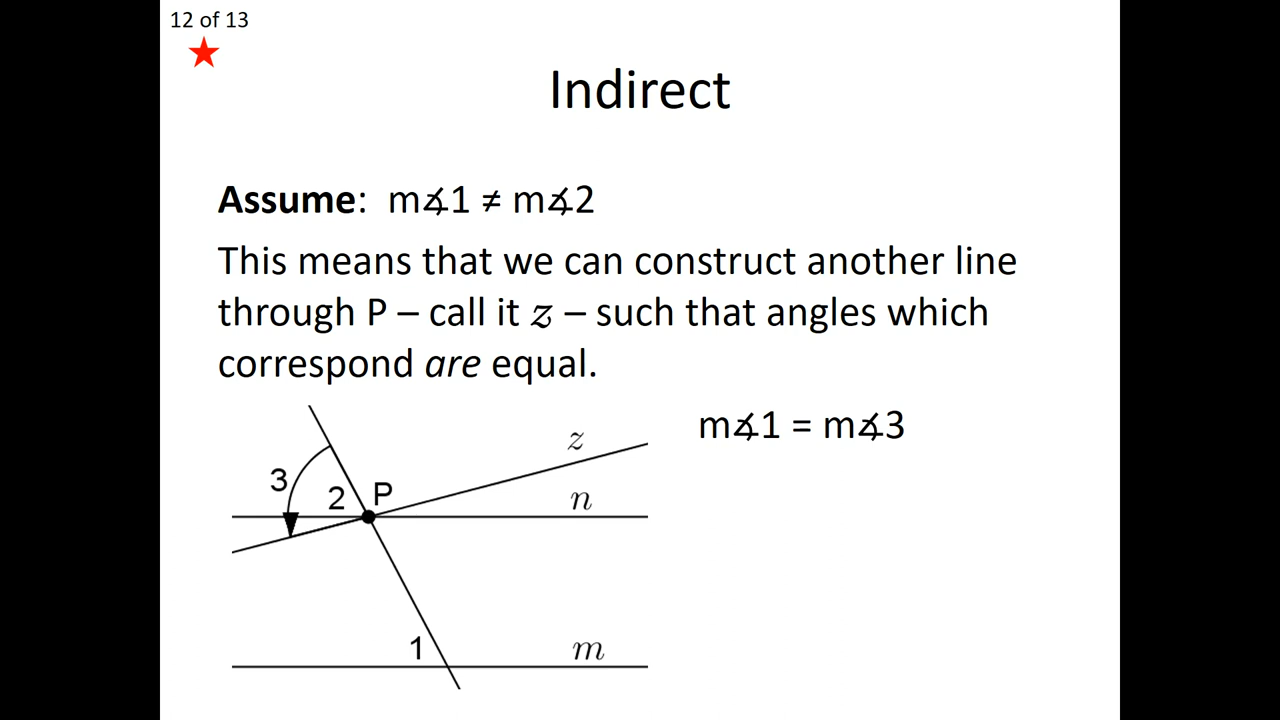 12 of 13
Indirect
Assume: m∡1 ≠ m∡2
This means that we can construct another line
through P – call it z – such that angles which
correspond are equal.
m∡1 = m∡3
z
3
2
P
n
1
m